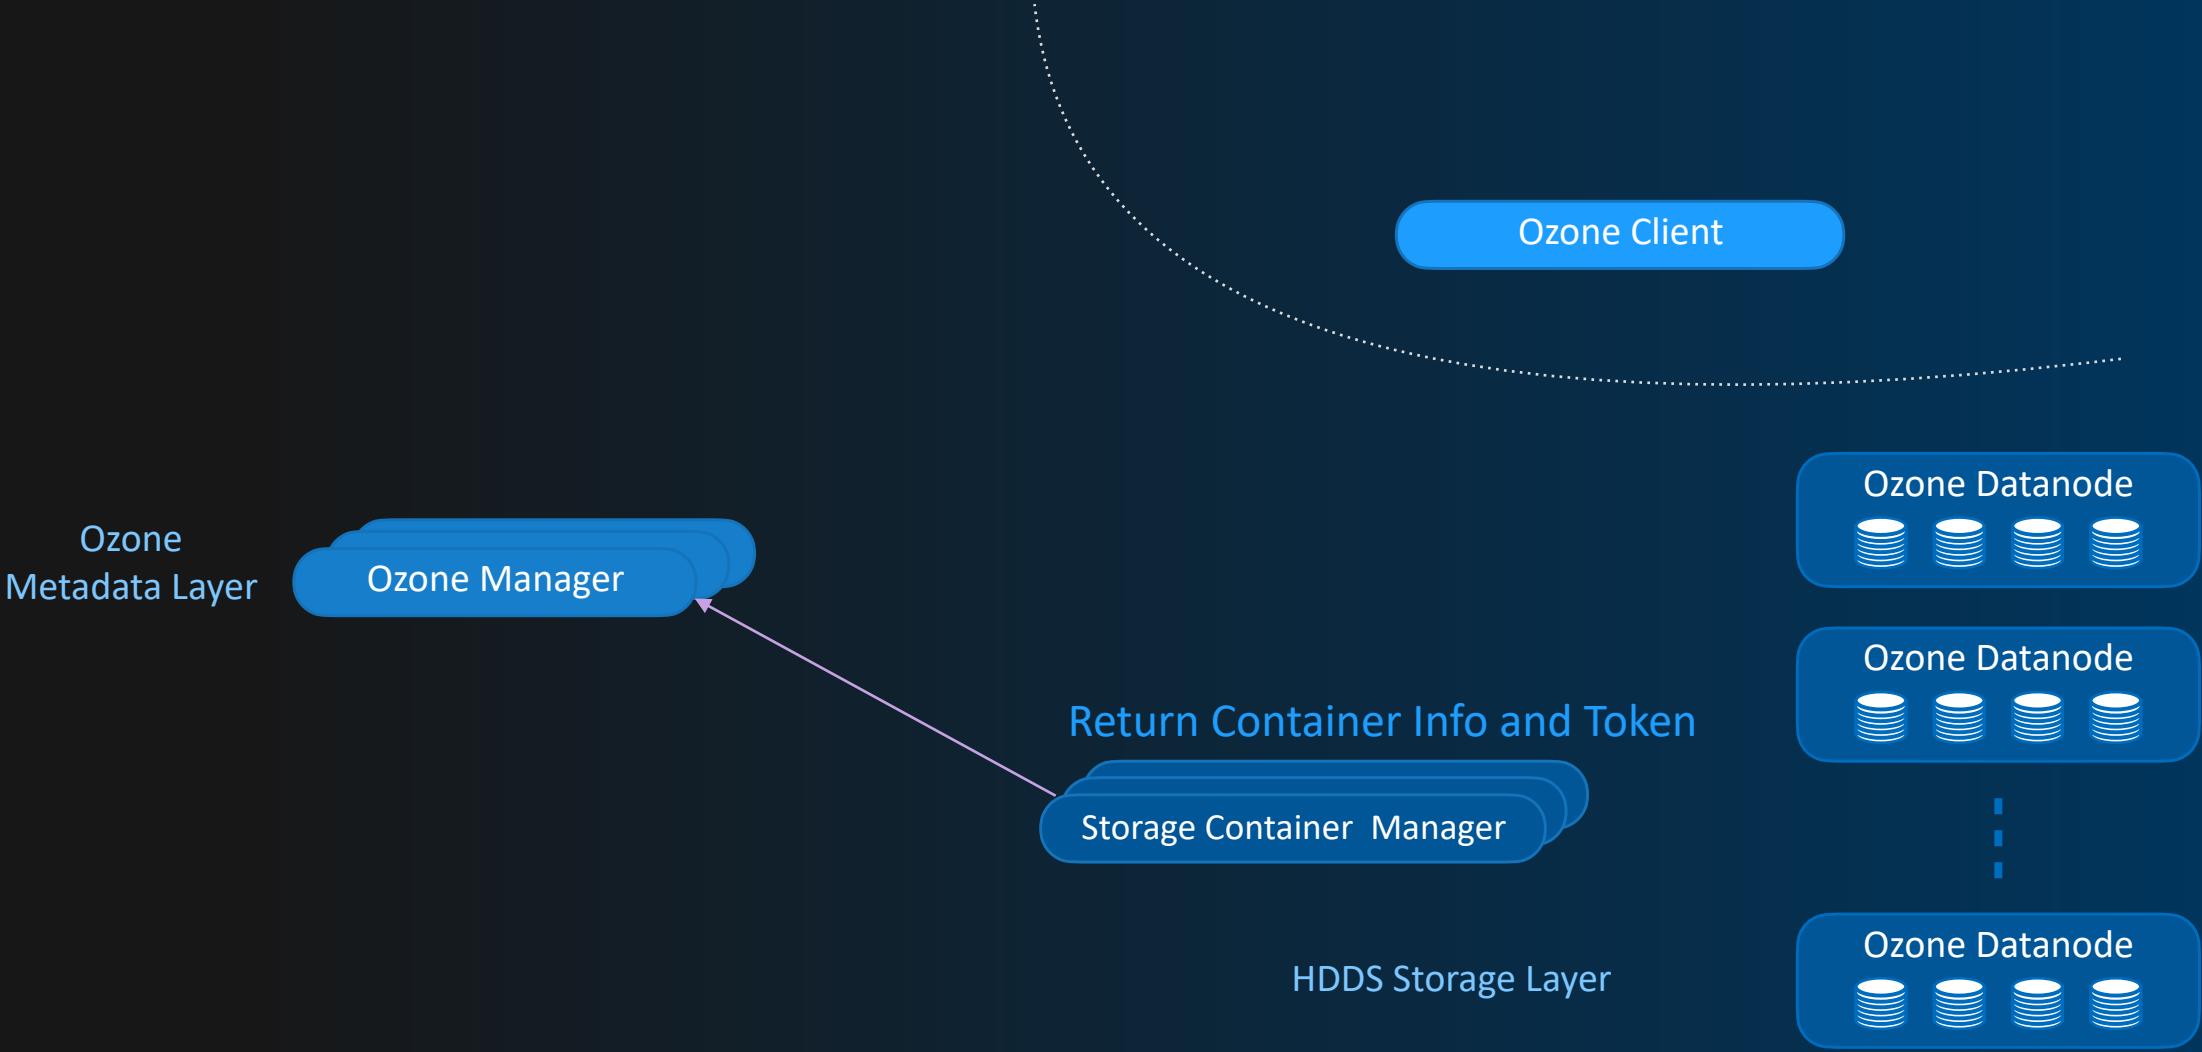 Ozone Client
Ozone Datanode
Ozone
Metadata Layer
Ozone Manager
Ozone Datanode
Return Container Info and Token
Storage Container  Manager
Ozone Datanode
HDDS Storage Layer